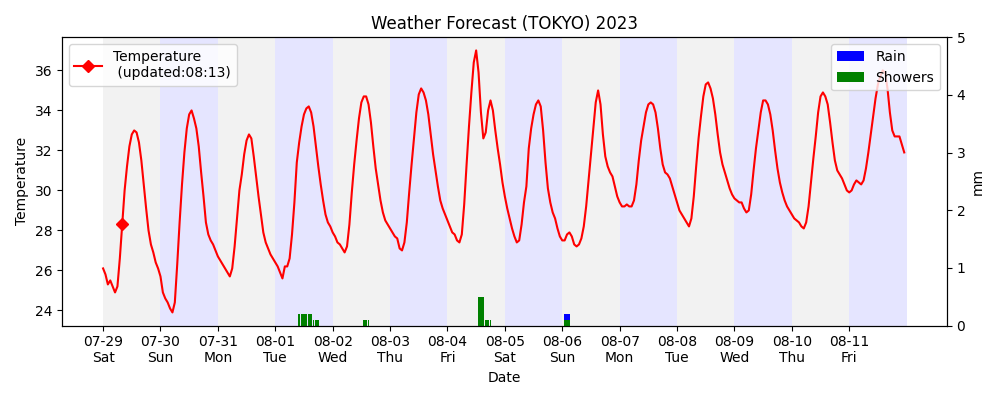 Weather Forecast (TOKYO) 2023
Temperature
(updated:08:13)
Rain
Showers
Temperature
36
34
32
30
28
26
24
5
4
3
2
1
0
mm
07-29 07-30 07-31 08-01 08-02 08-03 08-04 08-05 08-06 08-07 08-08 08-09 08-10 08-11
Sat Sun Mon Tue Wed Thu Fri Sat Sun Mon Tue Wed Thu Fri
Date